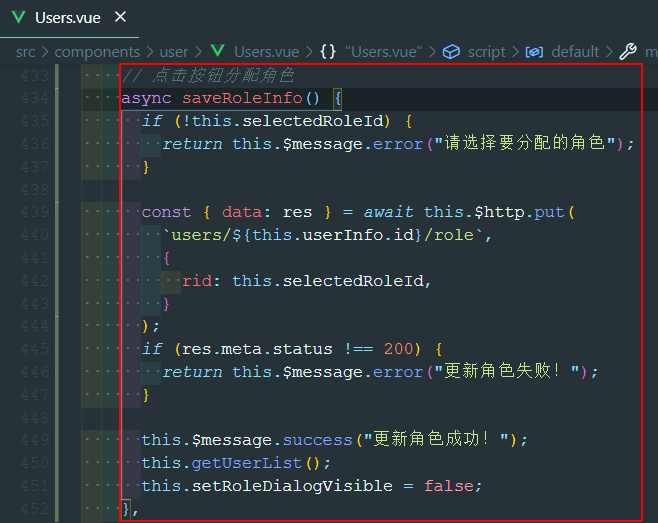 Users.vue ×
src > components > user > Users.vue > {} "Users.vue" > script > default > m
433 // 点击按钮分配角色
434 async saveRoleInfo() {
435 if (!this.selectedRoleId) {
436 return this.$message.error("请选择要分配的角色");
437 }
438
439 const { data: res } = await this.$http.put(
440 `users/${this.userInfo.id}/role`,
441 {
442 rid: this.selectedRoleId,
443 }
444 );
445 if (res.meta.status !== 200) {
446 return this.$message.error("更新角色失败！");
447 }
448
449 this.$message.success("更新角色成功！");
450 this.getUserList();
451 this.setRoleDialogVisible = false;
452 },